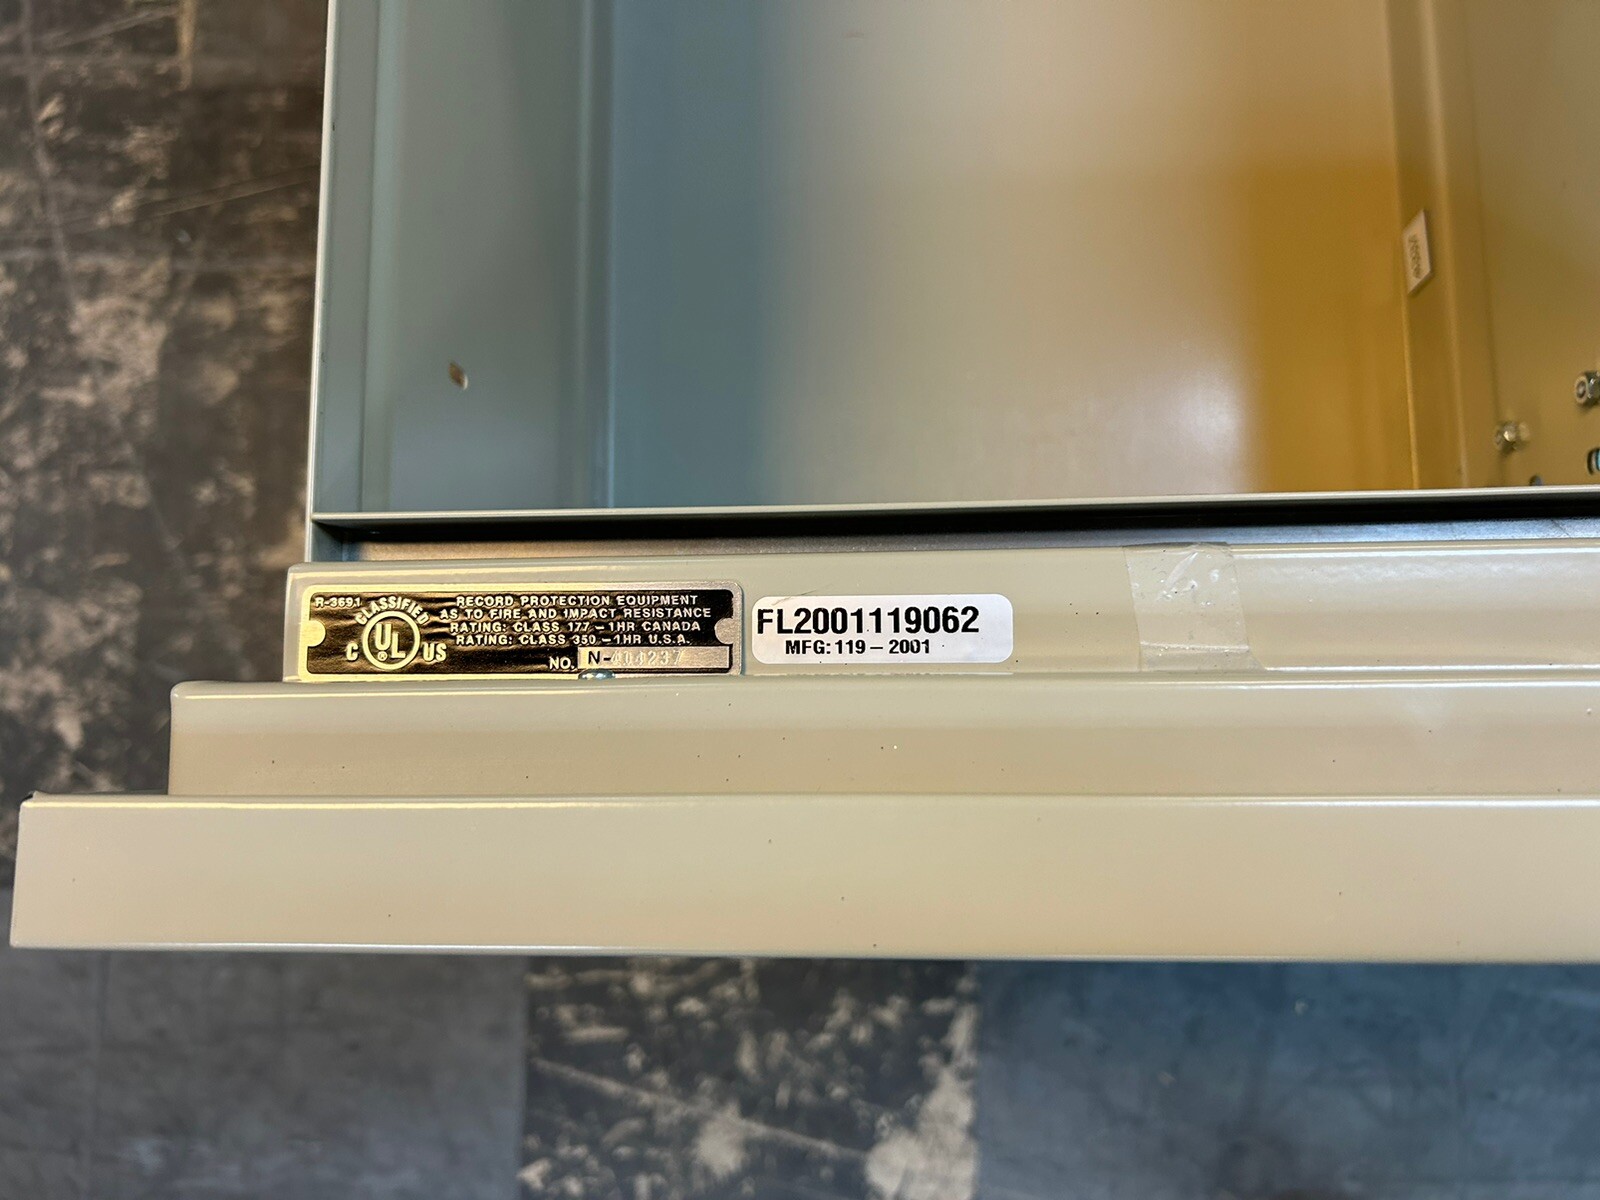 R-3691
CLASSIFIED
UL
®
C US
RECORD PROTECTION EQUIPMENT
AS TO FIRE AND IMPACT RESISTANCE
RATING: CLASS 177 – 1HR CANADA
RATING: CLASS 350 – 1HR U.S.A.
NO.
FL2001119062
MFG: 119 – 2001